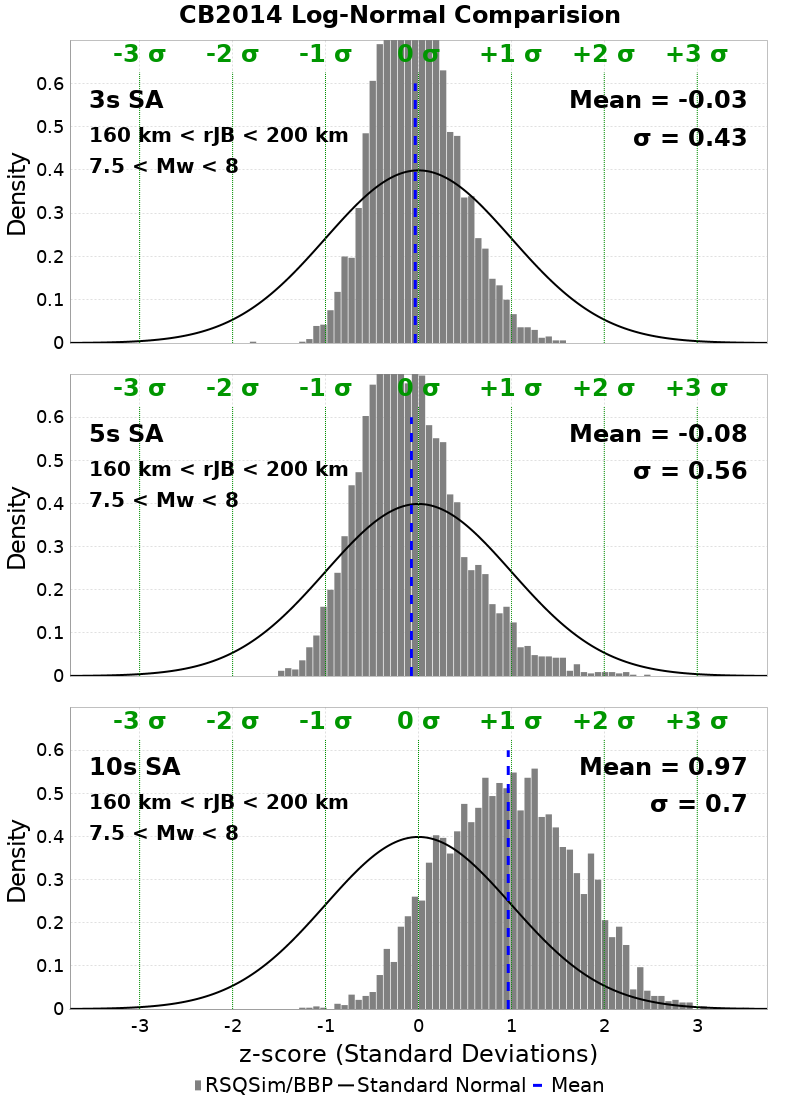 CB2014 Log-Normal Comparision
-3 σ -2 σ -1 σ 0 σ +1 σ +2 σ +3 σ
3s SA
160 km < rJB < 200 km
7.5 < Mw < 8
Mean = -0.03
σ = 0.43
0.6
0.5
0.4
0.3
0.2
0.1
0
Density
-3 σ -2 σ -1 σ 0 σ +1 σ +2 σ +3 σ
5s SA
160 km < rJB < 200 km
7.5 < Mw < 8
Mean = -0.08
σ = 0.56
0.6
0.5
0.4
0.3
0.2
0.1
0
Density
-3 σ -2 σ -1 σ 0 σ +1 σ +2 σ +3 σ
10s SA
160 km < rJB < 200 km
7.5 < Mw < 8
Mean = 0.97
σ = 0.7
0.6
0.5
0.4
0.3
0.2
0.1
0
Density
-3 -2 -1 0 1 2 3
z-score (Standard Deviations)
RSQSim/BBP Standard Normal Mean